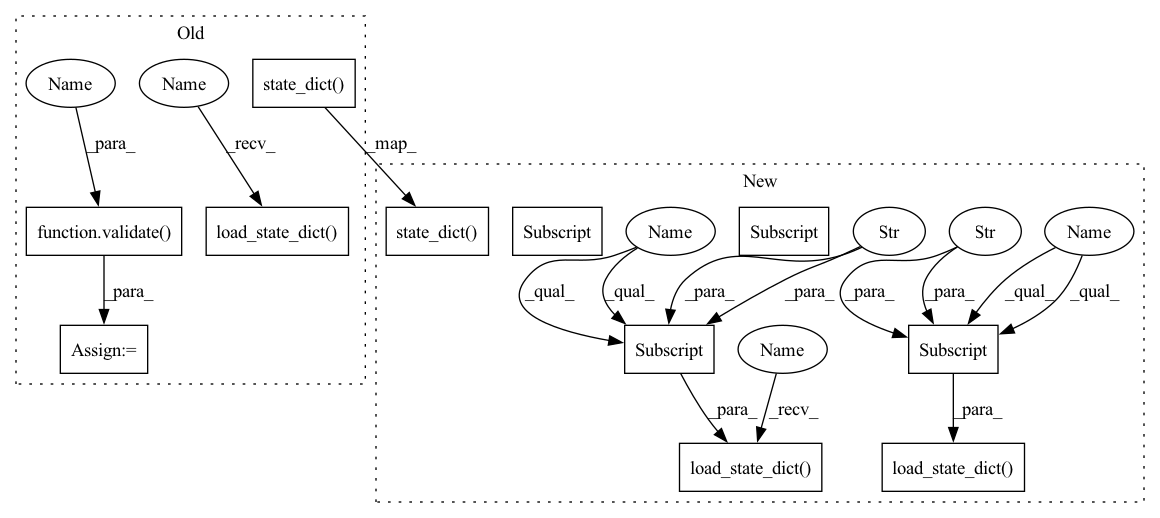 Old
Name
Name
state_dict()
_para_
_recv_
_map_
New
function.validate()
load_state_dict()
state_dict()
Subscript
Name
Subscript
Str
Str
Name
_para_
_qual_
_qual_
_para_
_para_
_para_
_para_
_qual_
_qual_
Assign:=
Subscript
Name
Subscript
_para_
_recv_
_para_
load_state_dict()
load_state_dict()